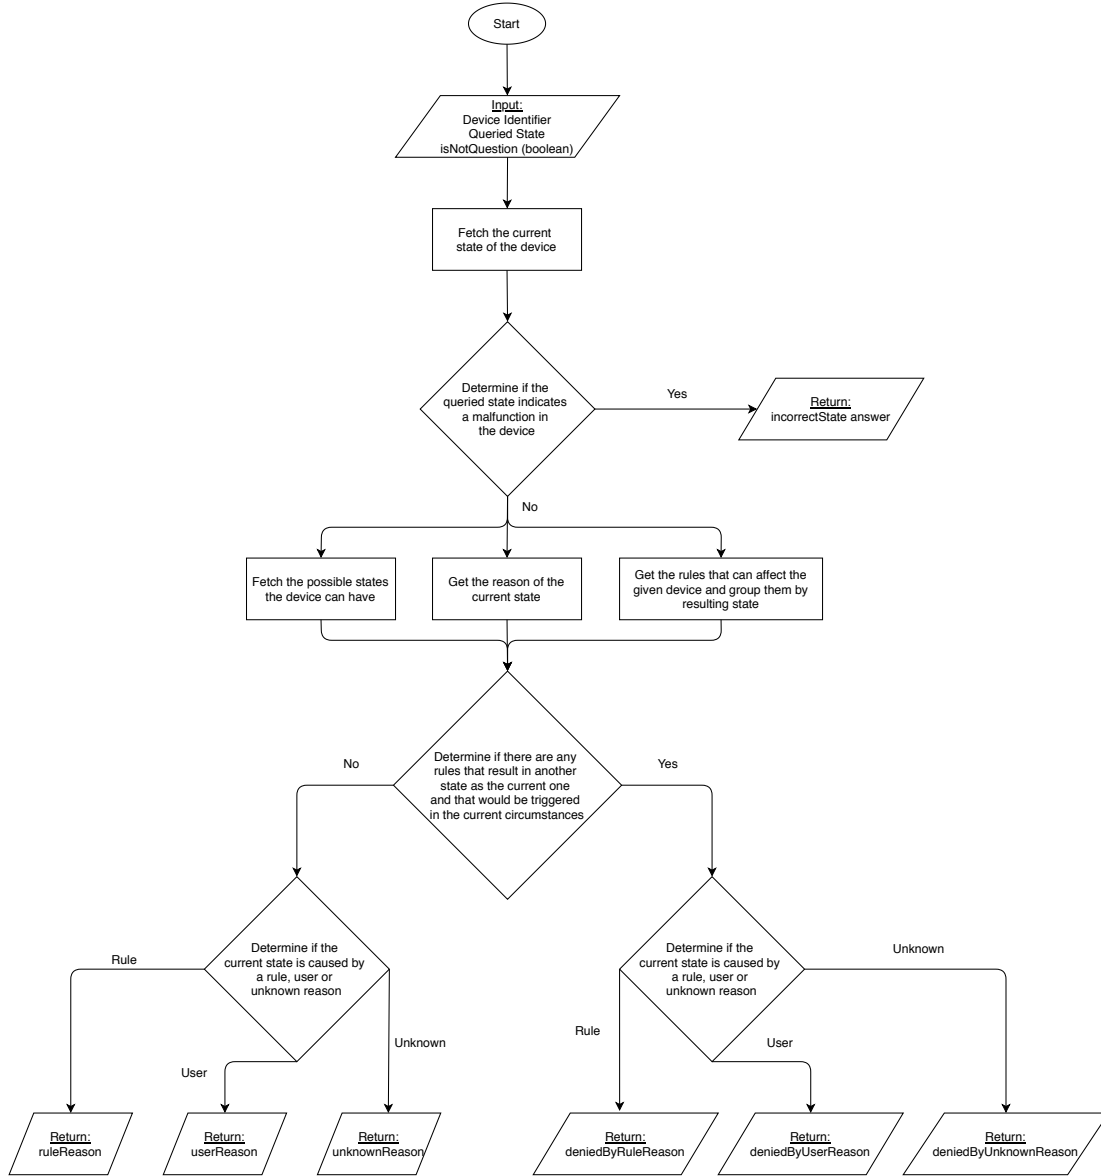 Start
Input:
Device Identifier
Queried State
isNotQuestion (boolean)
Fetch the current
state of the device
Determine if the
queried state indicates
a malfunction in
the device
Yes
Return:
incorrectState answer
No
Fetch the possible states
the device can have
Get the reason of the
current state
Get the rules that can affect the
given device and group them by
resulting state
Determine if there are any
rules that result in another
state as the current one
and that would be triggered
in the current circumstances
No
Yes
Determine if the
current state is caused by
a rule, user or
unknown reason
Rule
User
Unknown
Determine if the
current state is caused by
a rule, user or
unknown reason
Rule
User
Unknown
Return:
ruleReason
Return:
userReason
Return:
unknownReason
Return:
deniedByRuleReason
Return:
deniedByUserReason
Return:
deniedByUnknownReason